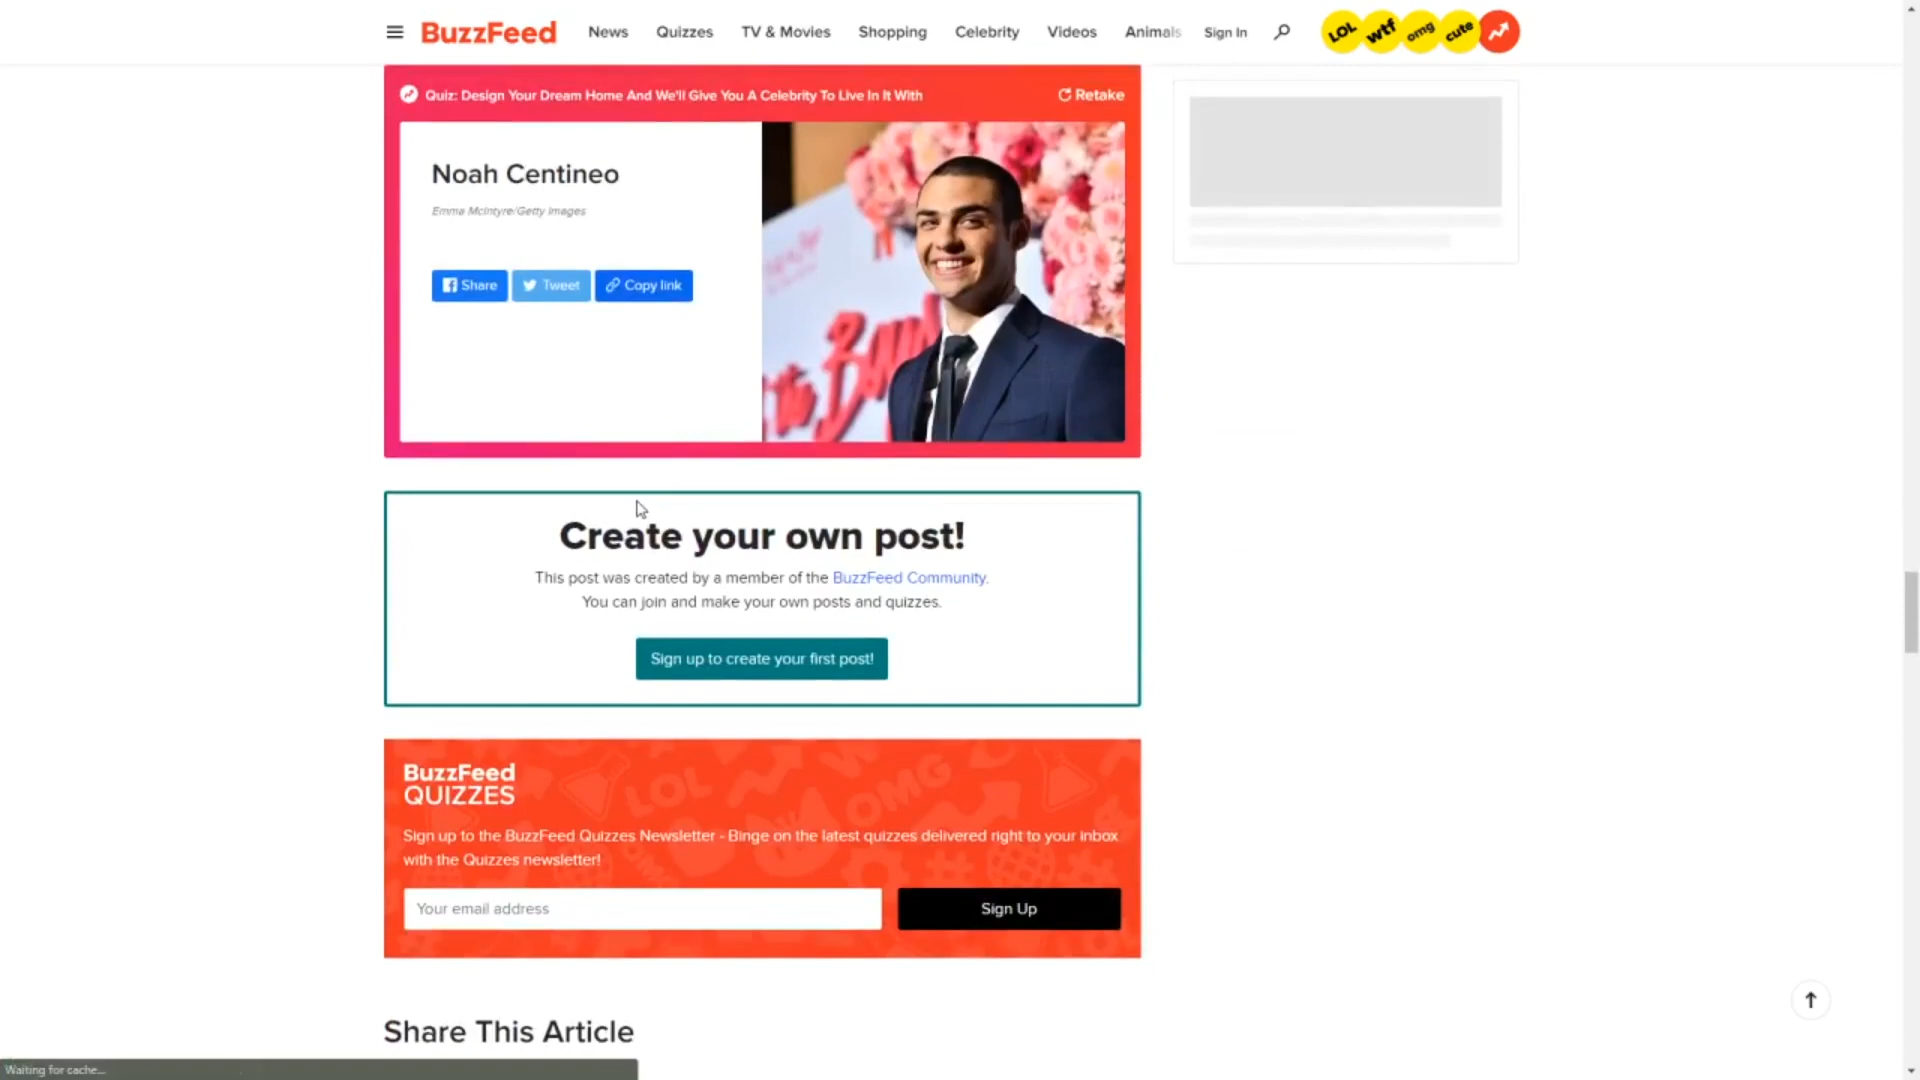 BuzzFeed News Quizzes TV & Movies Shopping Celebrity Videos Animals Sign In LOL wtf omg cute
Quiz: Design Your Dream Home And We'll Give You A Celebrity To Live In It With Retake
Noah Centineo
Emma McIntyre/Getty Images
Share Tweet Copy link
Create your own post!
This post was created by a member of the BuzzFeed Community.
You can join and make your own posts and quizzes.
Sign up to create your first post!
BuzzFeed
QUIZZES
LOL
OMG
Sign up to the BuzzFeed Quizzes Newsletter - Binge on the latest quizzes delivered right to your inbox
with the Quizzes newsletter!
Your email address Sign Up
Share This Article
Waiting for cache...